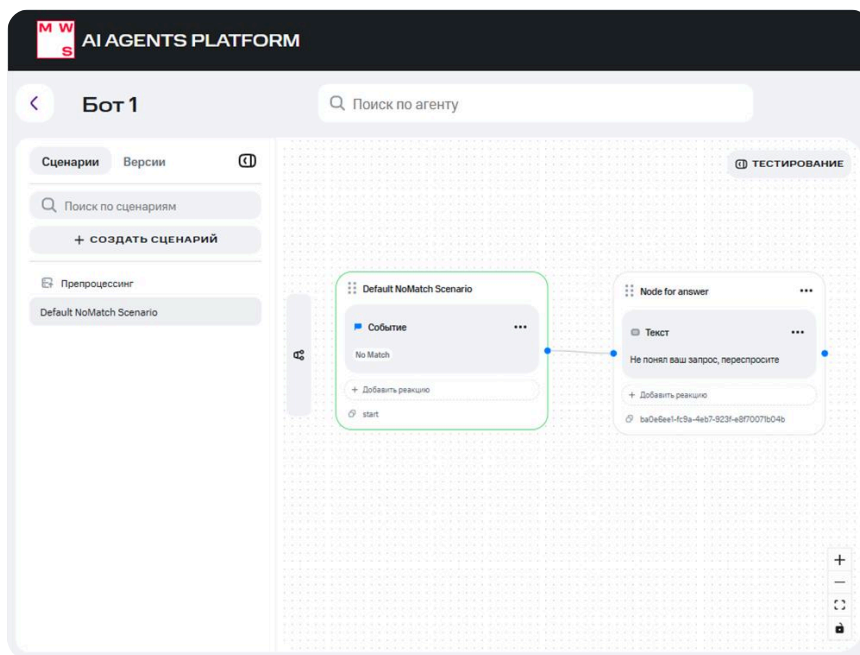 M W S
AI AGENTS PLATFORM
Бот 1
Поиск по агенту
Сценарии
Версии
Поиск по сценариям
+ СОЗДАТЬ СЦЕНАРИЙ
Препроцессинг
Default NoMatch Scenario
ТЕСТИРОВАНИЕ
Default NoMatch Scenario
Событие
No Match
+ Добавить реакцию
start
Node for answer
Текст
Не понял ваш запрос, переспросите
+ Добавить реакцию
ba0e6ee1-fc9a-4eb7-923f-e8f70071b04b